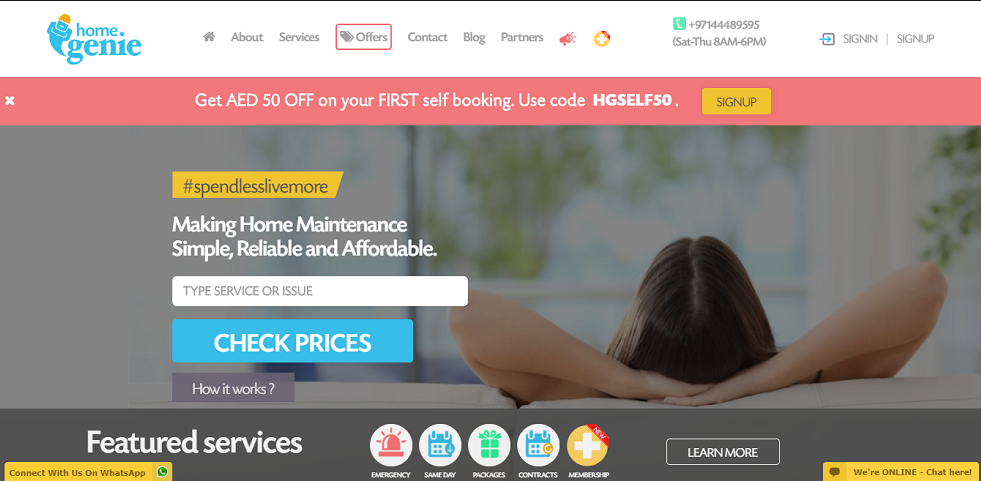 home
genie
About
Services
Offers
Contact
Blog
Partners
+97144489595
(Sat-Thu 8AM-6PM)
SIGNIN | SIGNUP
Get AED 50 OFF on your FIRST self booking. Use code HGSELF50 .
SIGNUP
#spendlesslivemore
Making Home Maintenance
Simple, Reliable and Affordable.
TYPE SERVICE OR ISSUE
CHECK PRICES
How it works ?
Featured services
EMERGENCY
SAME DAY
PACKAGES
CONTRACTS
NEW
MEMBERSHIP
LEARN MORE
Connect With Us On WhatsApp
We're ONLINE - Chat here!